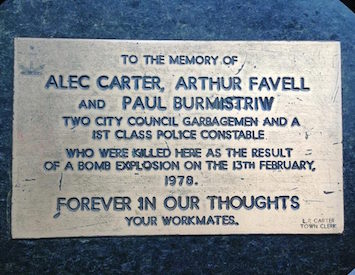 TO THE MEMORY OF
ALEC CARTER, ARTHUR FAVELL
AND PAUL BURMISTRIW
TWO CITY COUNCIL GARBAGEMEN AND A
1ST CLASS POLICE CONSTABLE
WHO WERE KILLED HERE AS THE RESULT
OF A BOMB EXPLOSION ON THE 13TH FEBRUARY,
1978.
FOREVER IN OUR THOUGHTS
YOUR WORKMATES.
L.P. CARTER
TOWN CLERK